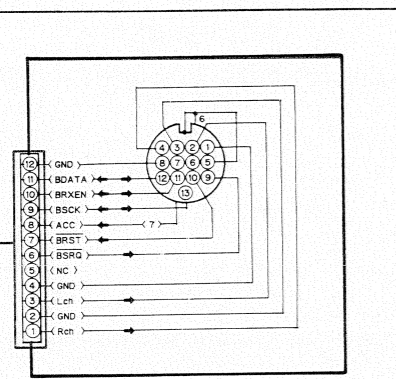 6
4 3 2 1
8 7 6 5
12 11 10 9
13
12 GND
11 BDATA
10 BRXEN
9 BSCK
8 ACC 7
7 BRST
6 BSRQ
5 NC
4 GND
3 Lch
2 GND
1 Rch